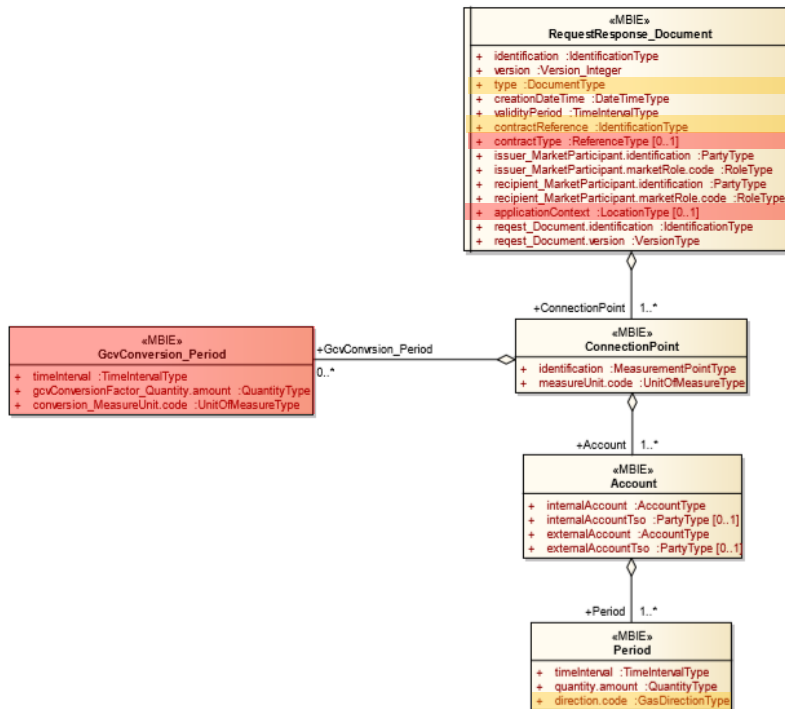 «MBIE»
RequestResponse_Document
+ identification :IdentificationType
+ version :Version_Integer
+ type :DocumentType
+ creationDateTime :DateTimeType
+ validityPeriod :TimeIntervalType
+ contractReference :IdentificationType
+ contractType :ReferenceType [0..1]
+ issuer_MarketParticipant.identification :PartyType
+ issuer_MarketParticipant.marketRole.code :RoleType
+ recipient_MarketParticipant.identification :PartyType
+ recipient_MarketParticipant.marketRole.code :RoleType
+ applicationContext :LocationType [0..1]
+ reqest_Document.identification :IdentificationType
+ reqest_Document.version :VersionType
+ConnectionPoint 1..*
«MBIE»
GcvConversion_Period
+ timeInterval :TimeIntervalType
+ gcvConversionFactor_Quantity.amount :QuantityType
+ conversion_MeasureUnit.code :UnitOfMeasureType
+GcvConvrsion_Period
0..*
«MBIE»
ConnectionPoint
+ identification :MeasurementPointType
+ measureUnit.code :UnitOfMeasureType
+Account 1..*
«MBIE»
Account
+ internalAccount :AccountType
+ internalAccountTso :PartyType [0..1]
+ externalAccount :AccountType
+ externalAccountTso :PartyType [0..1]
+Period 1..*
«MBIE»
Period
+ timeInterval :TimeIntervalType
+ quantity.amount :QuantityType
+ direction.code :GasDirectionType